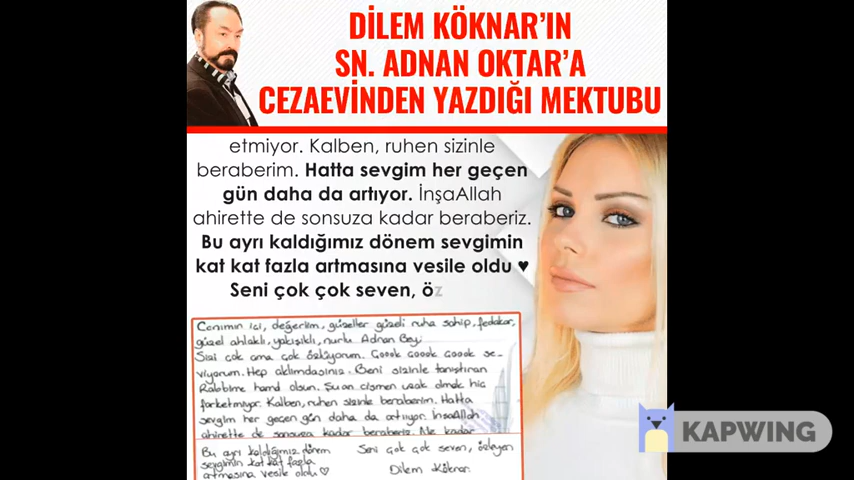 DİLEM KÖKNAR'IN
SN. ADNAN OKTAR'A
CEZAEVİNDEN YAZDIĞI MEKTUBU
etmiyor. Kalben, ruhen sizinle
beraberim. Hatta sevgim her geçen
gün daha da artıyor. İnşaAllah
ahirette de sonsuza kadar beraberiz.
Bu ayrı kaldığımız dönem sevgimin
kat kat fazla artmasına vesile oldu ♥
Seni çok çok seven, öz
Canımın içi, değerlim, güzeller güzeli ruha sahip, fedakar,
güzel ahlaklı, yakışıklı, nurlu Adnan Bey
Sizi çok ama çok özlüyorum. Çoook çoook çoook se-
viyorum. Hep aklımdasınız. Beni sizinle tanıştıran
Rabbime hamd olsun. Şu an cismen uzak olmak hiç
farketmiyor. Kalben, ruhen sizinle beraberim. Hatta
sevgim her geçen gün daha da artıyor. İnşaAllah
ahirette de sonsuza kadar beraberiz. Ne kadar
Bu ayrı kaldığımız dönem
sevgimin kat kat fazla
artmasına vesile oldu ♡
Seni çok çok seven, özleyen
Dilem Köknar
KAPWING